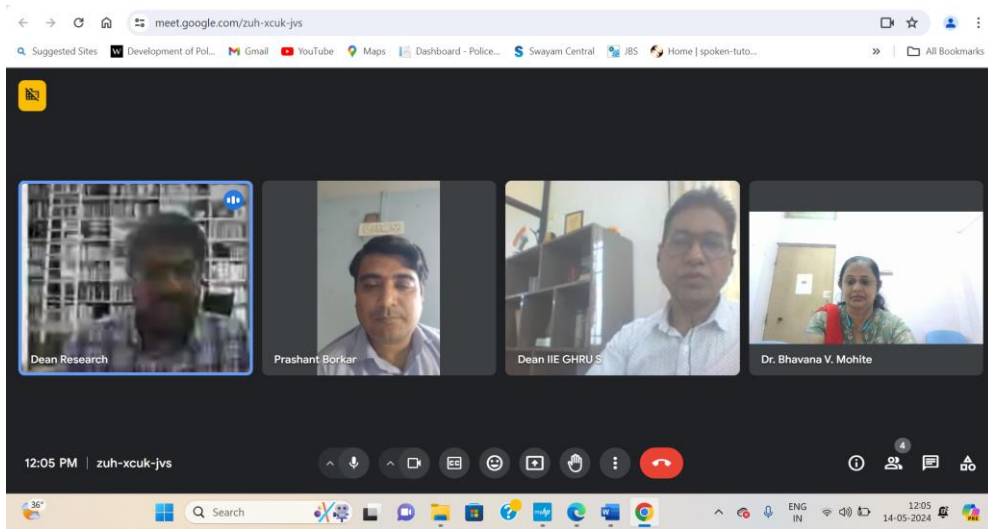 meet.google.com/zuh-xcuk-jvs
Suggested Sites Development of Pol... Gmail YouTube Maps Dashboard - Police... Swayam Central JBS Home | spoken-tuto... » All Bookmarks
Dean Research
Prashant Borkar
Dean IIE GHRU S
Dr. Bhavana V. Mohite
4
12:05 PM | zuh-xcuk-jvs
36°
Search
ENG
IN
12:05
14-05-2024